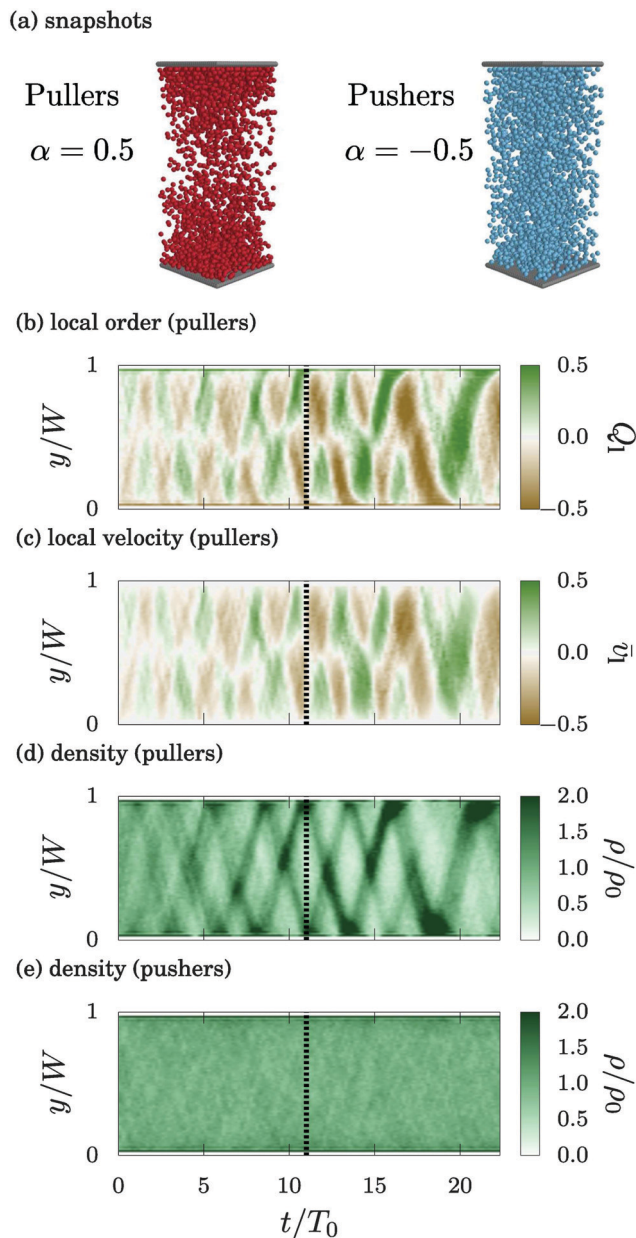 (a) snapshots
Pullers
α = 0.5
Pushers
α = −0.5
(b) local order (pullers)
1
y/W
0
0.5
0.0
−0.5
Q₁
(c) local velocity (pullers)
1
y/W
0
0.5
0.0
−0.5
v̄₁
(d) density (pullers)
1
y/W
0
2.0
1.5
1.0
0.5
0.0
ρ/ρ₀
(e) density (pushers)
1
y/W
0
2.0
1.5
1.0
0.5
0.0
ρ/ρ₀
0 5 10 15 20
t/T₀